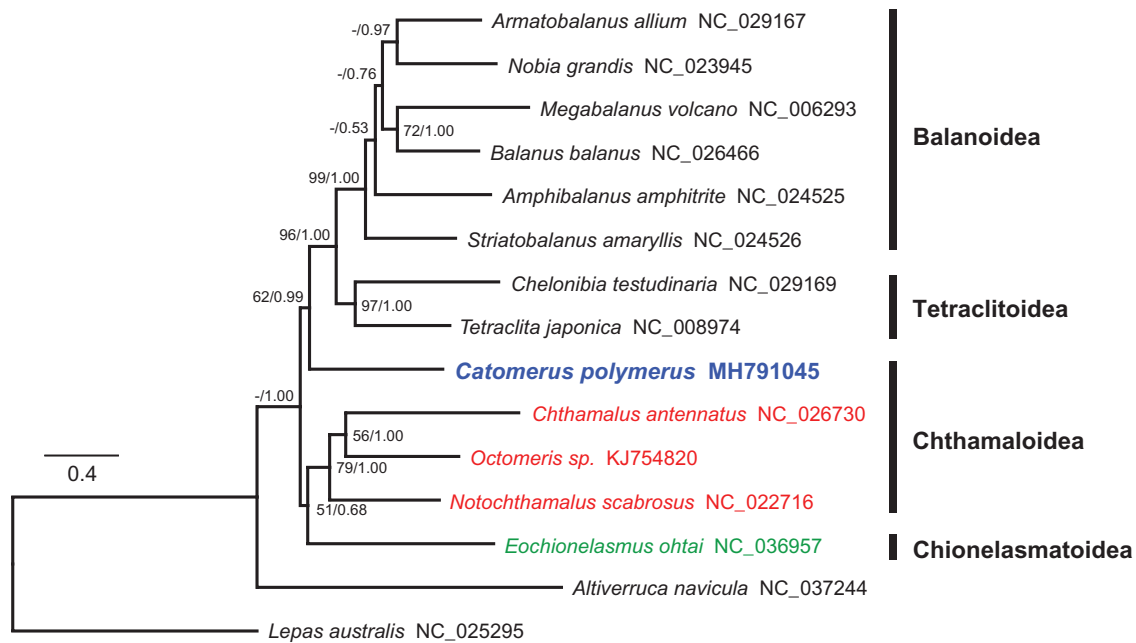 Armatobalanus allium NC_029167
-/0.97
Nobia grandis NC_023945
-/0.76
Megabalanus volcano NC_006293
-/0.53
72/1.00
Balanoidea
Balanus balanus NC_026466
99/1.00
Amphibalanus amphitrite NC_024525
96/1.00
Striatobalanus amaryllis NC_024526
Chelonibia testudinaria NC_029169
62/0.99
97/1.00
Tetraclitoidea
Tetraclita japonica NC_008974
Catomerus polymerus MH791045
-/1.00
Chthamalus antennatus NC_026730
56/1.00
Chthamaloidea
Octomeris sp. KJ754820
0.4
79/1.00
Notochthamalus scabrosus NC_022716
51/0.68
Eochionelasmus ohtai NC_036957
Chionelasmatoidea
Altiverruca navicula NC_037244
Lepas australis NC_025295